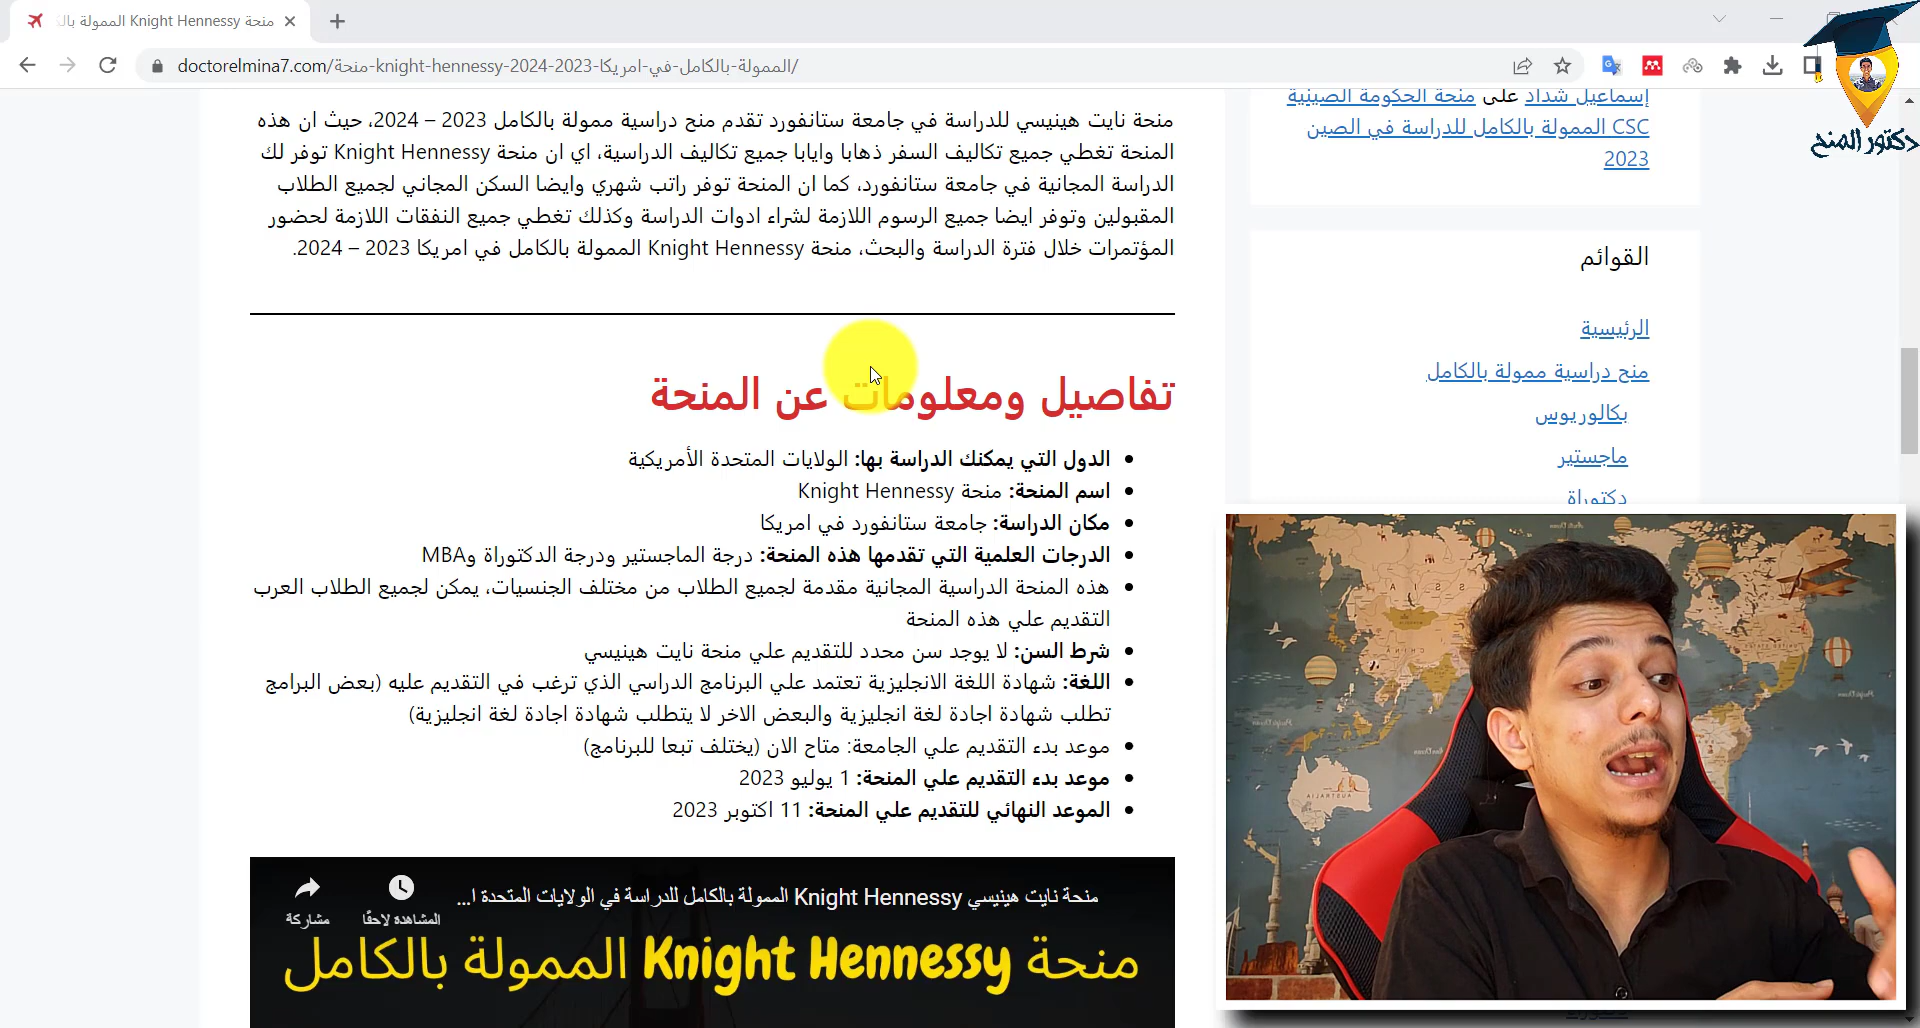 منحة Knight Hennessy الممولة بال
doctorelmina7.com/منحة-knight-hennessy-2024-2023-الممولة-بالكامل-في-امريكا/
دكتور المنح
إسماعيل شداد على منحة الحكومة الصينية
CSC الممولة بالكامل للدراسة في الصين
2023
القوائم
الرئيسية
منح دراسية ممولة بالكامل
بكالوريوس
ماجستير
دكتوراة
منحة نايت هينيسي للدراسة في جامعة ستانفورد تقدم منح دراسية ممولة بالكامل 2023 – 2024، حيث ان هذه
المنحة تغطي جميع تكاليف السفر ذهابا وايابا جميع تكاليف الدراسية، اي ان منحة Knight Hennessy توفر لك
الدراسة المجانية في جامعة ستانفورد، كما ان المنحة توفر راتب شهري وايضا السكن المجاني لجميع الطلاب
المقبولين وتوفر ايضا جميع الرسوم اللازمة لشراء ادوات الدراسة وكذلك تغطي جميع النفقات اللازمة لحضور
المؤتمرات خلال فترة الدراسة والبحث، منحة Knight Hennessy الممولة بالكامل في امريكا 2023 – 2024.
تفاصيل ومعلومات عن المنحة
الدول التي يمكنك الدراسة بها: الولايات المتحدة الأمريكية
اسم المنحة: منحة Knight Hennessy
مكان الدراسة: جامعة ستانفورد في امريكا
الدرجات العلمية التي تقدمها هذه المنحة: درجة الماجستير ودرجة الدكتوراة وMBA
هذه المنحة الدراسية المجانية مقدمة لجميع الطلاب من مختلف الجنسيات، يمكن لجميع الطلاب العرب
التقديم علي هذه المنحة
شرط السن: لا يوجد سن محدد للتقديم علي منحة نايت هينيسي
اللغة: شهادة اللغة الانجليزية تعتمد علي البرنامج الدراسي الذي ترغب في التقديم عليه (بعض البرامج
تطلب شهادة اجادة لغة انجليزية والبعض الاخر لا يتطلب شهادة اجادة لغة انجليزية)
موعد بدء التقديم علي الجامعة: متاح الان (يختلف تبعا للبرنامج)
موعد بدء التقديم علي المنحة: 1 يوليو 2023
الموعد النهائي للتقديم علي المنحة: 11 اكتوبر 2023
منحة نايت هينيسي Knight Hennessy الممولة بالكامل للدراسة في الولايات المتحدة ا...
المشاهدة لاحقًا
مشاركة
منحة Knight Hennessy الممولة بالكامل
AUSTRALIA